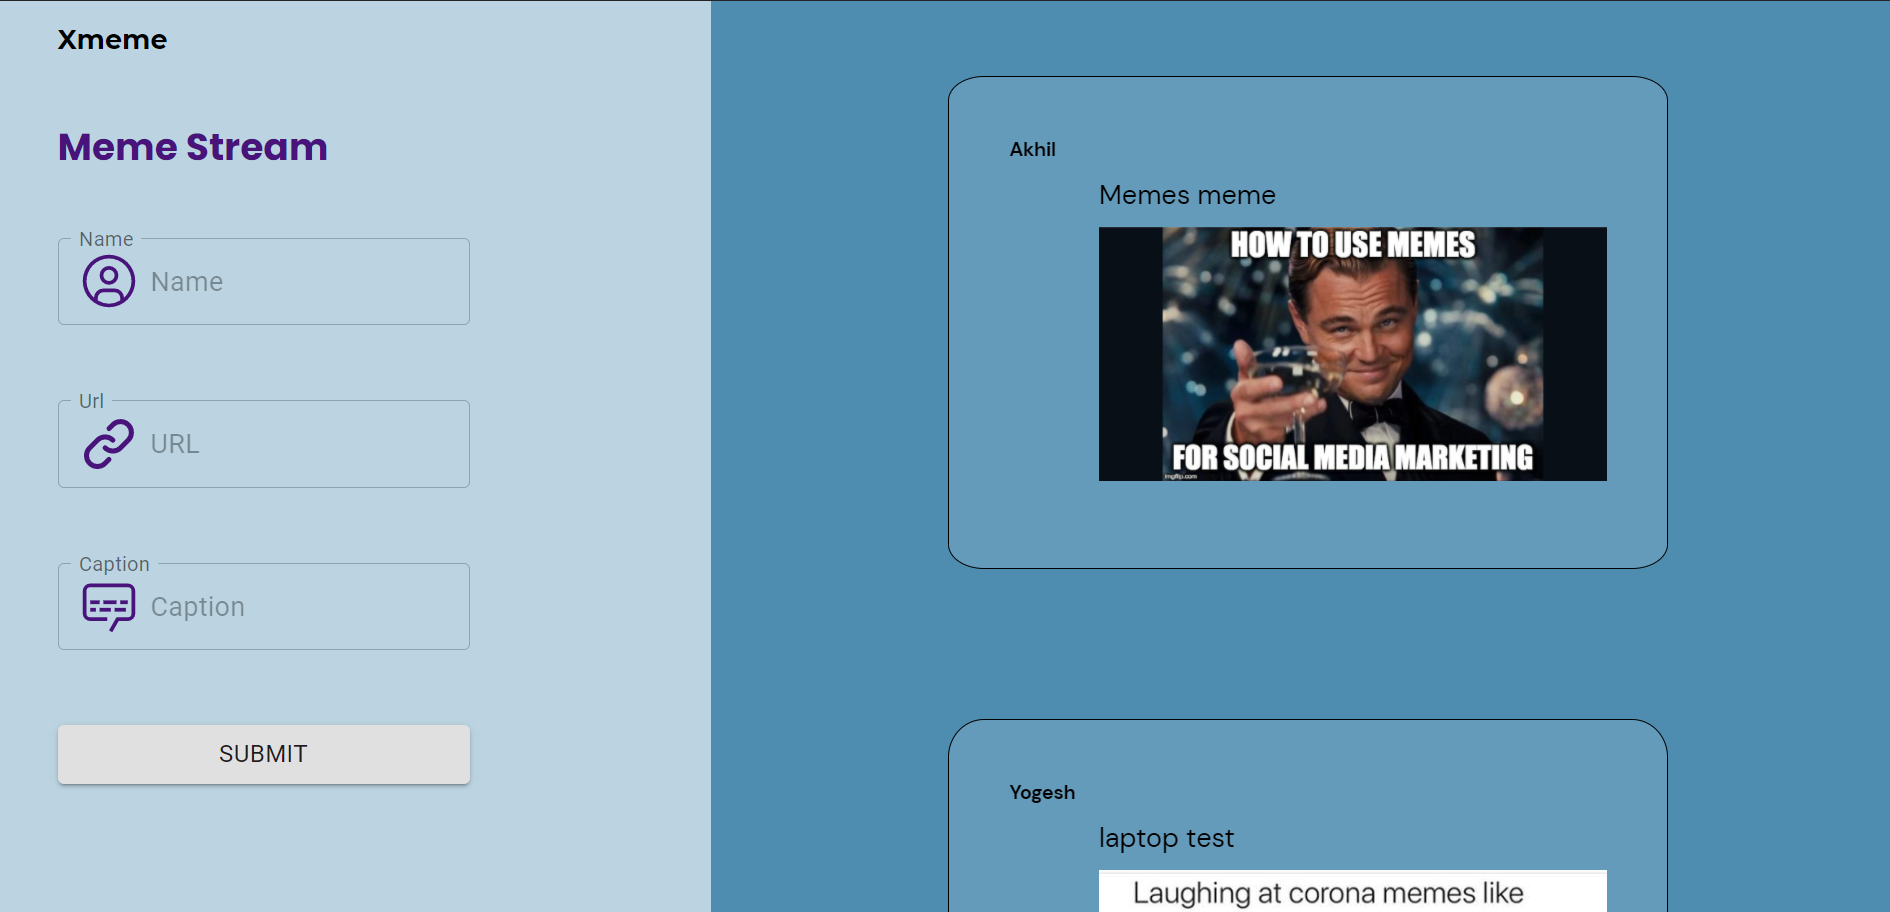 Xmeme
Meme Stream
Name
Name
Url
URL
Caption
Caption
SUBMIT
Akhil
Memes meme
HOW TO USE MEMES
FOR SOCIAL MEDIA MARKETING
imgflip.com
Yogesh
laptop test
Laughing at corona memes like